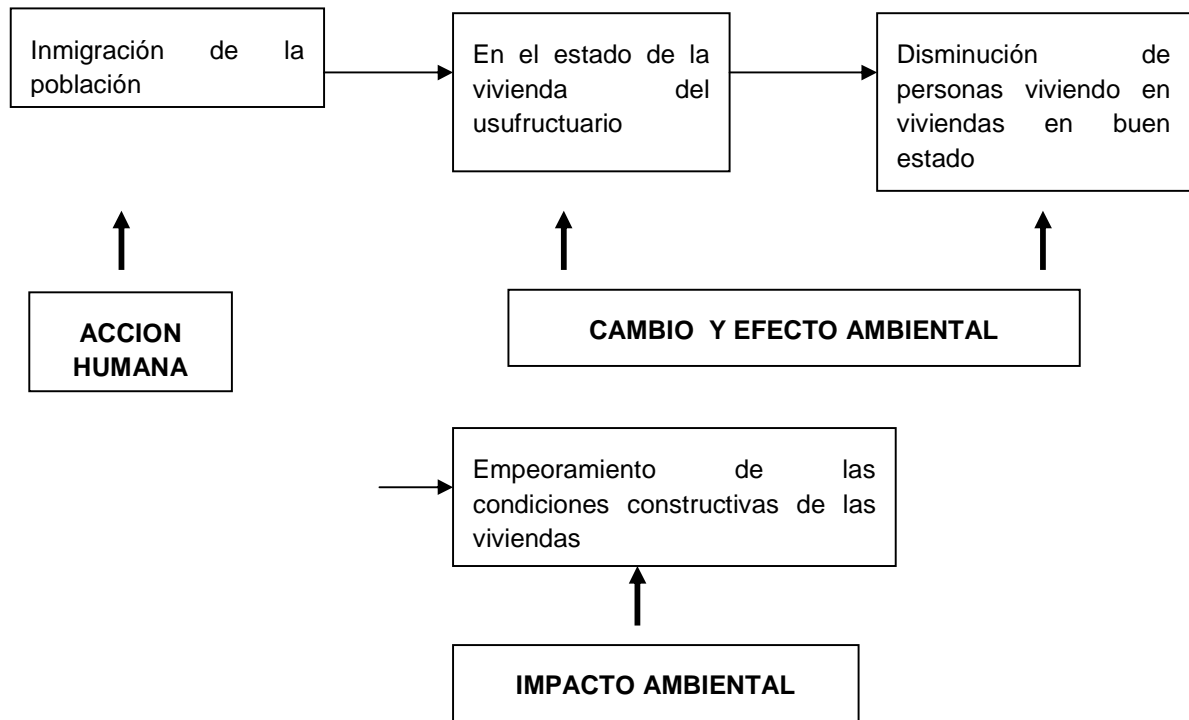 Inmigración de la
población
En el estado de la
vivienda del
usufructuario
Disminución de
personas viviendo en
viviendas en buen
estado
ACCION
HUMANA
CAMBIO Y EFECTO AMBIENTAL
Empeoramiento de las
condiciones constructivas de las
viviendas
IMPACTO AMBIENTAL